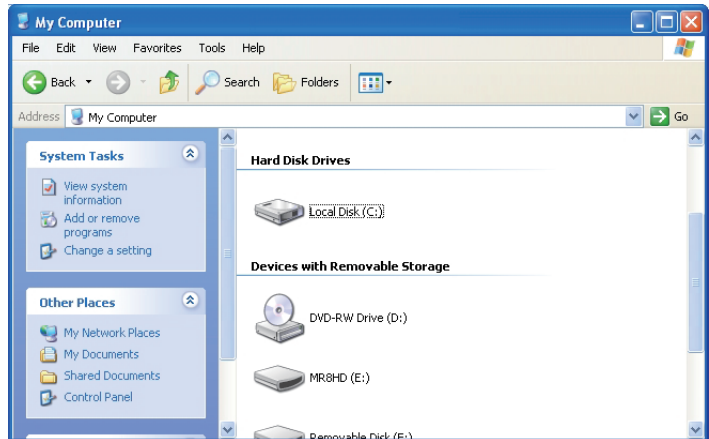 My Computer
File Edit View Favorites Tools Help
Back Search Folders
Address My Computer Go
System Tasks
View system
information
Add or remove
programs
Change a setting
Other Places
My Network Places
My Documents
Shared Documents
Control Panel
Hard Disk Drives
Local Disk (C:)
Devices with Removable Storage
DVD-RW Drive (D:)
MR8HD (E:)
Removable Disk (F:)